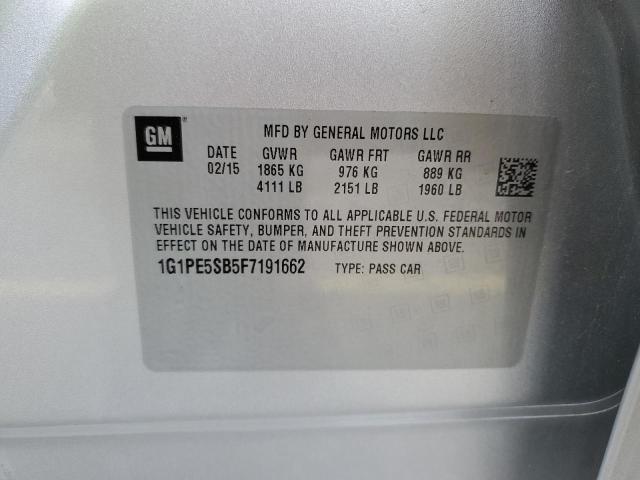 GM
MFD BY GENERAL MOTORS LLC
DATE GVWR GAWR FRT GAWR RR
02/15 1865 KG 976 KG 889 KG
4111 LB 2151 LB 1960 LB
THIS VEHICLE CONFORMS TO ALL APPLICABLE U.S. FEDERAL MOTOR
VEHICLE SAFETY, BUMPER, AND THEFT PREVENTION STANDARDS IN
EFFECT ON THE DATE OF MANUFACTURE SHOWN ABOVE.
1G1PE5SB5F7191662 TYPE: PASS CAR